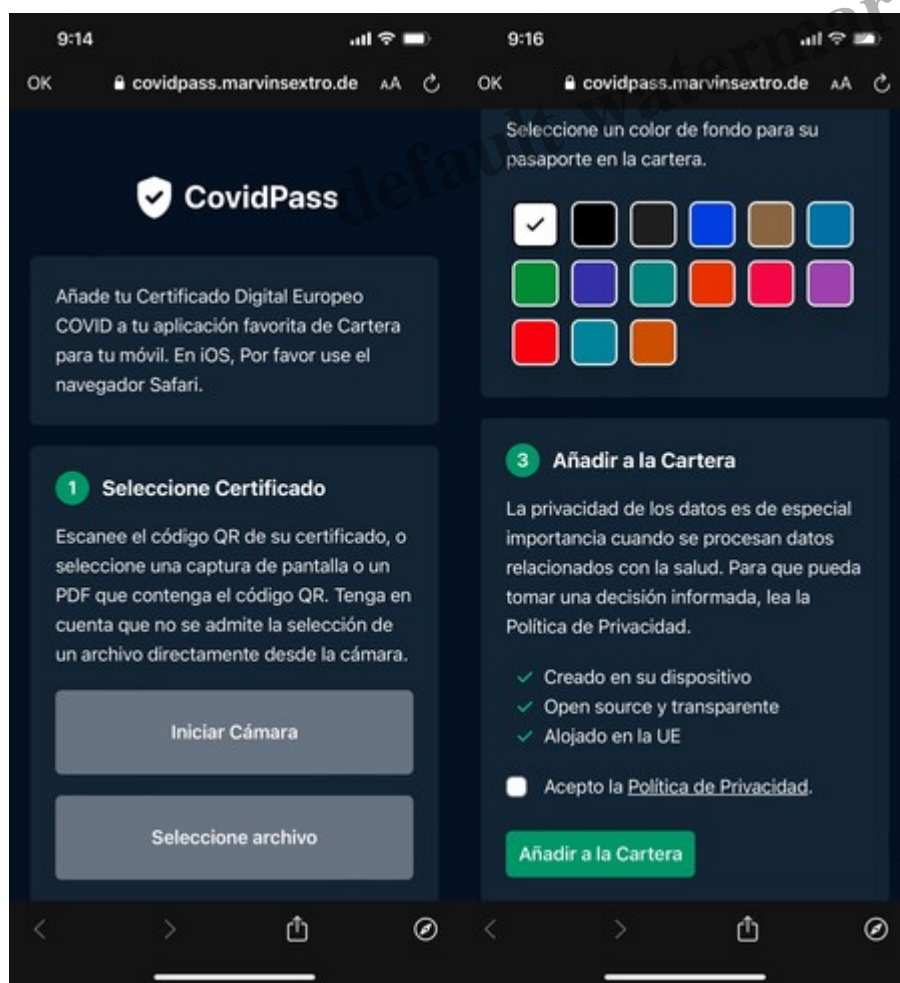 9:14
OK covidpass.marvinsextro.de AA
CovidPass
Añade tu Certificado Digital Europeo
COVID a tu aplicación favorita de Cartera
para tu móvil. En iOS, Por favor use el
navegador Safari.
1 Seleccione Certificado
Escanee el código QR de su certificado, o
seleccione una captura de pantalla o un
PDF que contenga el código QR. Tenga en
cuenta que no se admite la selección de
un archivo directamente desde la cámara.
Iniciar Cámara
Seleccione archivo
9:16
OK covidpass.marvinsextro.de AA
Seleccione un color de fondo para su
pasaporte en la cartera.
3 Añadir a la Cartera
La privacidad de los datos es de especial
importancia cuando se procesan datos
relacionados con la salud. Para que pueda
tomar una decisión informada, lea la
Política de Privacidad.
Creado en su dispositivo
Open source y transparente
Alojado en la UE
Acepto la Política de Privacidad.
Añadir a la Cartera
default watermar